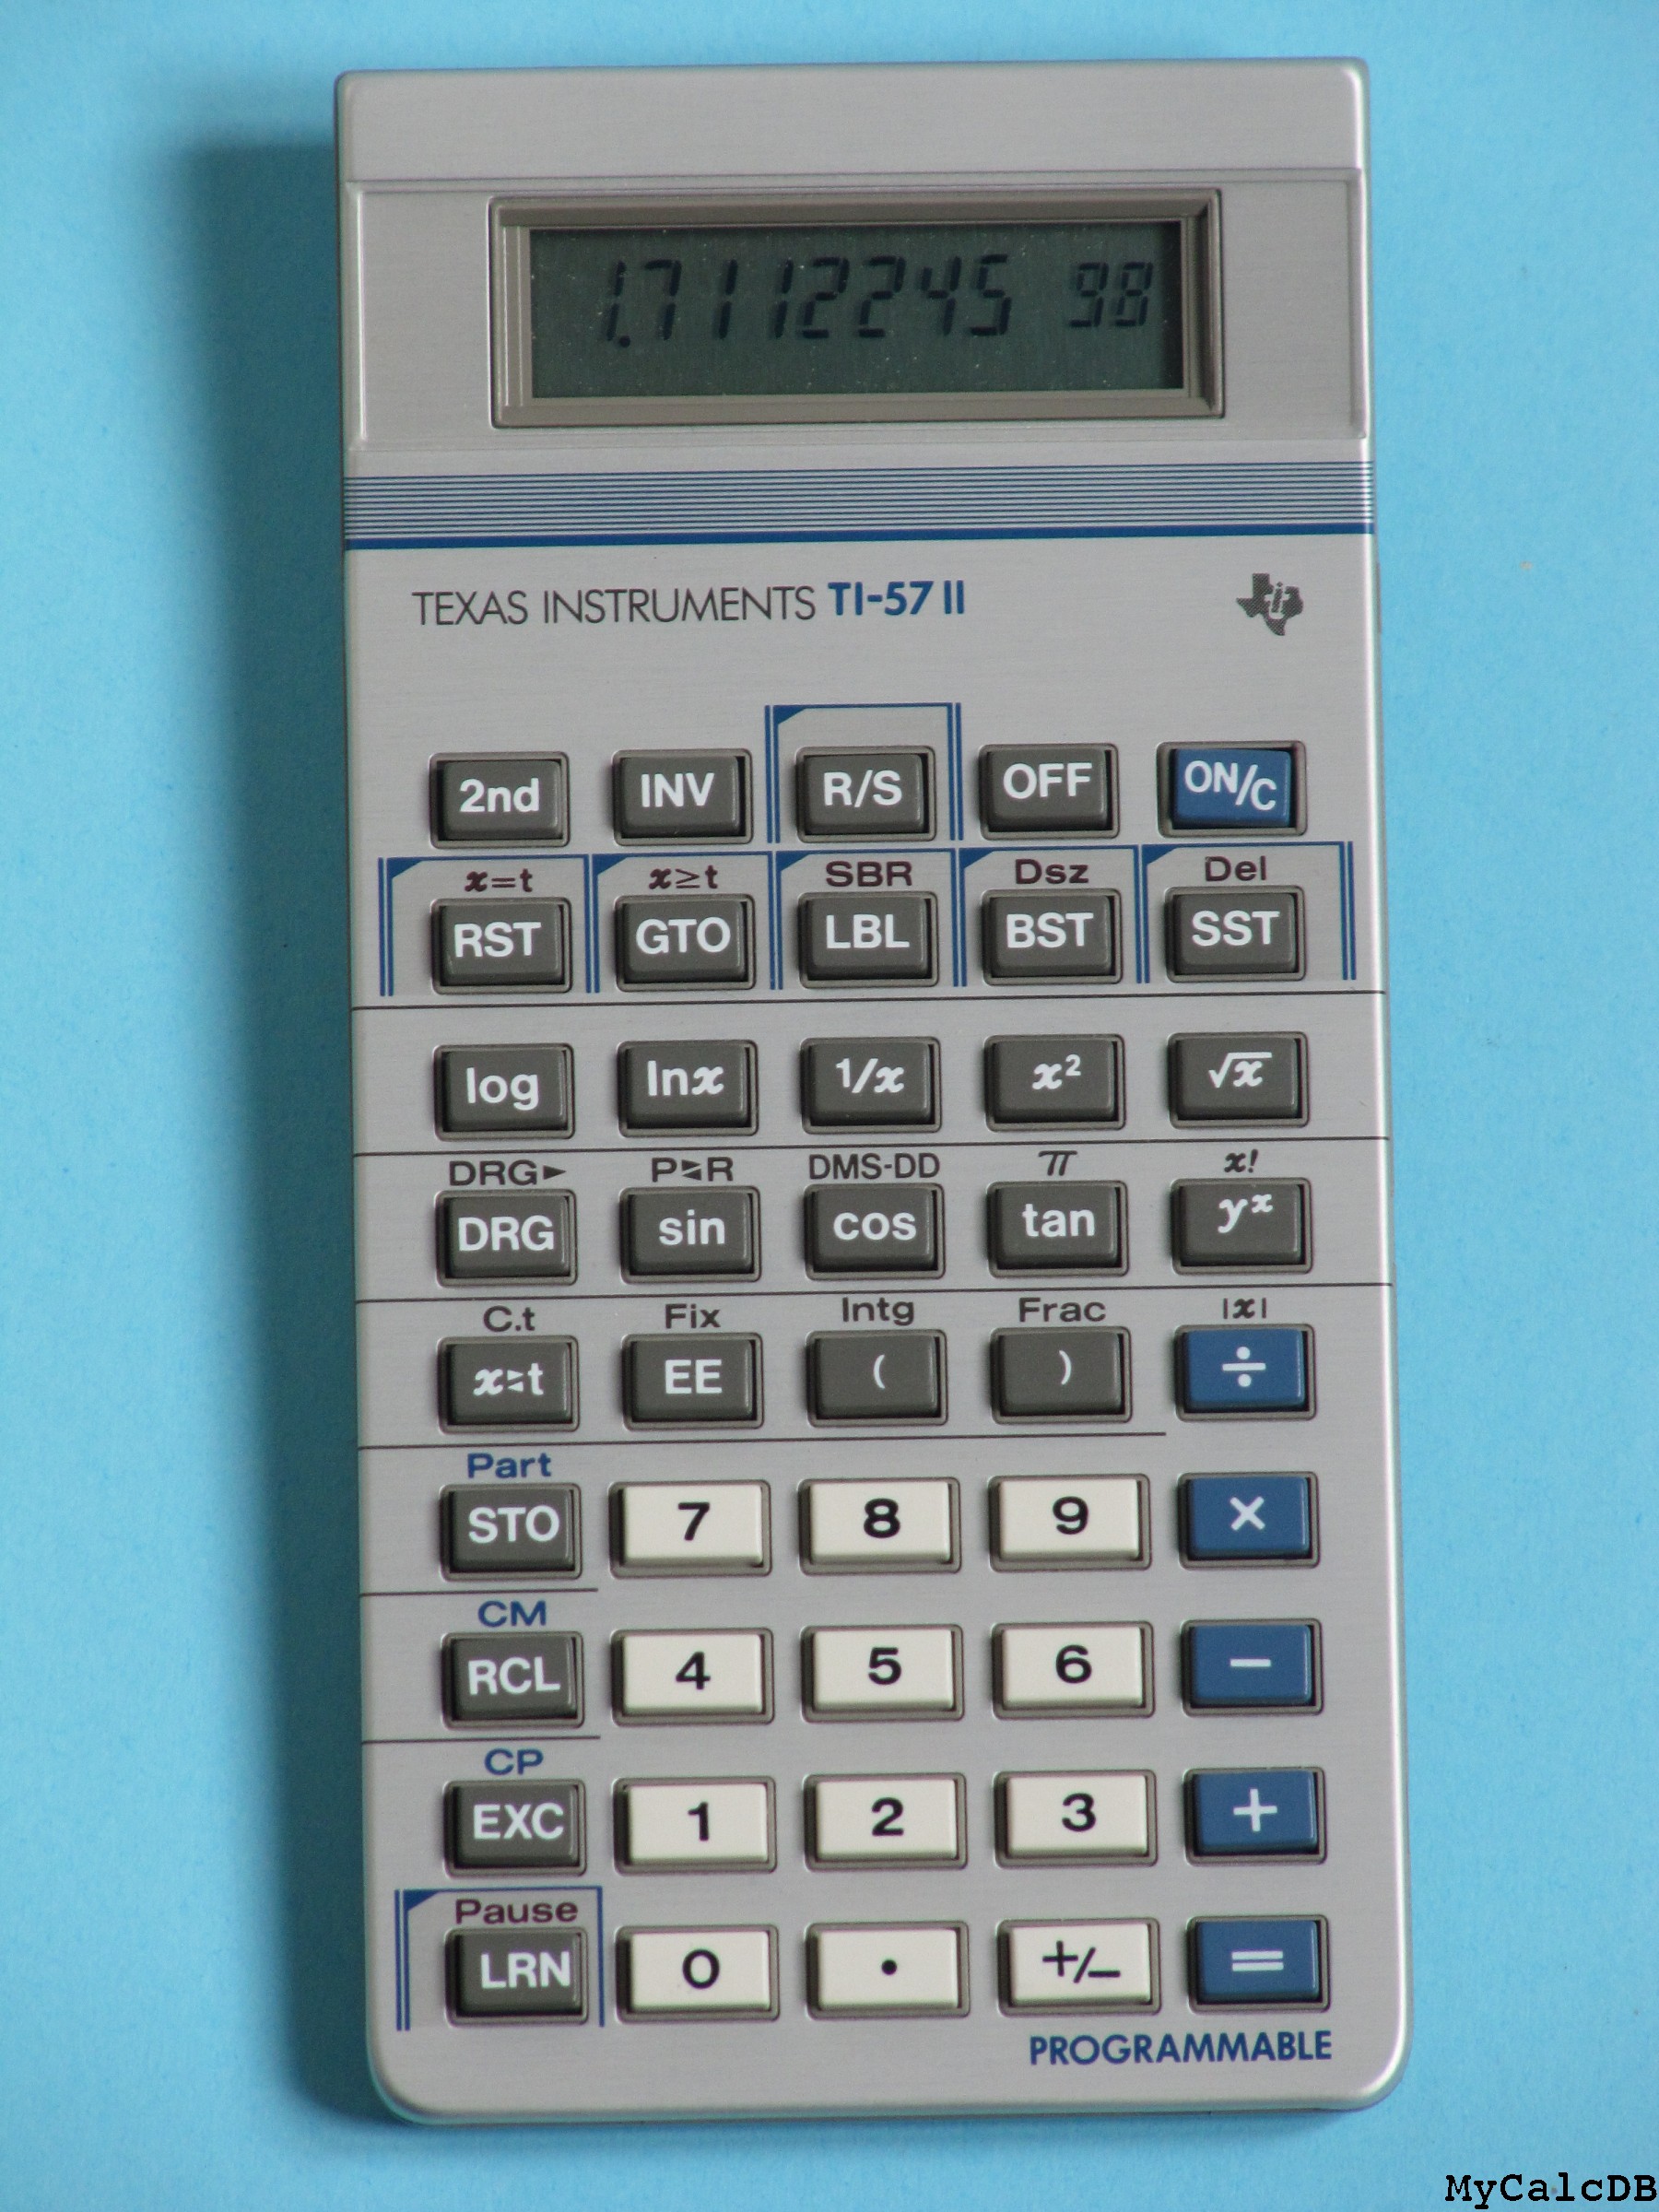 1.7112245 98
TEXAS INSTRUMENTS TI-57 II
2nd INV R/S OFF ON/C
x=t x≥t SBR Dsz Del
RST GTO LBL BST SST
log lnx 1/x x² √x
DRG► P⇄R DMS-DD π x!
DRG sin cos tan yˣ
C.t Fix Intg Frac |x|
x⇄t EE ( ) ÷
Part
STO 7 8 9 ×
CM
RCL 4 5 6 −
CP
EXC 1 2 3 +
Pause
LRN 0 . +/− =
PROGRAMMABLE
MyCalcDB